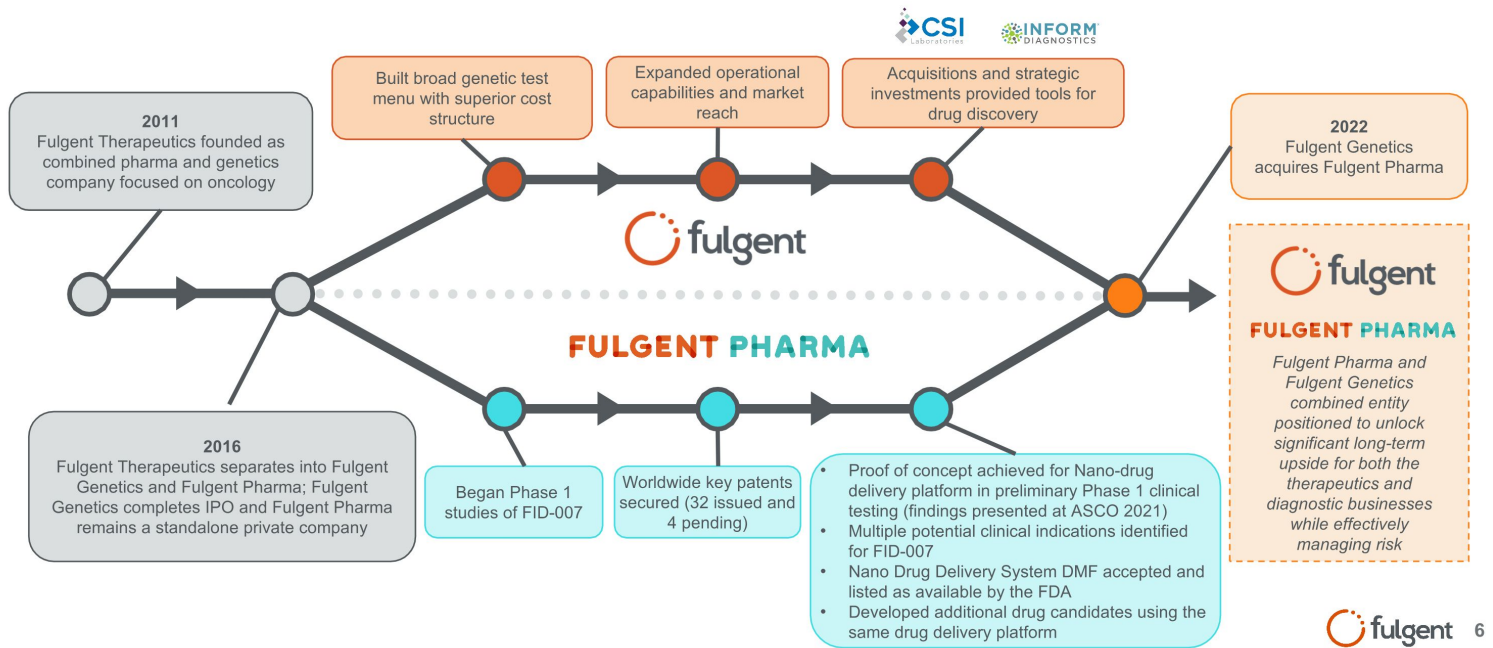 CSI
Laboratories
INFORM
DIAGNOSTICS
2011
Fulgent Therapeutics founded as
combined pharma and genetics
company focused on oncology
Built broad genetic test
menu with superior cost
structure
Expanded operational
capabilities and market
reach
Acquisitions and strategic
investments provided tools for
drug discovery
2022
Fulgent Genetics
acquires Fulgent Pharma
fulgent
FULGENT PHARMA
2016
Fulgent Therapeutics separates into Fulgent
Genetics and Fulgent Pharma; Fulgent
Genetics completes IPO and Fulgent Pharma
remains a standalone private company
Began Phase 1
studies of FID-007
Worldwide key patents
secured (32 issued and
4 pending)
• Proof of concept achieved for Nano-drug
delivery platform in preliminary Phase 1 clinical
testing (findings presented at ASCO 2021)
• Multiple potential clinical indications identified
for FID-007
• Nano Drug Delivery System DMF accepted and
listed as available by the FDA
• Developed additional drug candidates using the
same drug delivery platform
fulgent
FULGENT PHARMA
Fulgent Pharma and
Fulgent Genetics
combined entity
positioned to unlock
significant long-term
upside for both the
therapeutics and
diagnostic businesses
while effectively
managing risk
fulgent 6